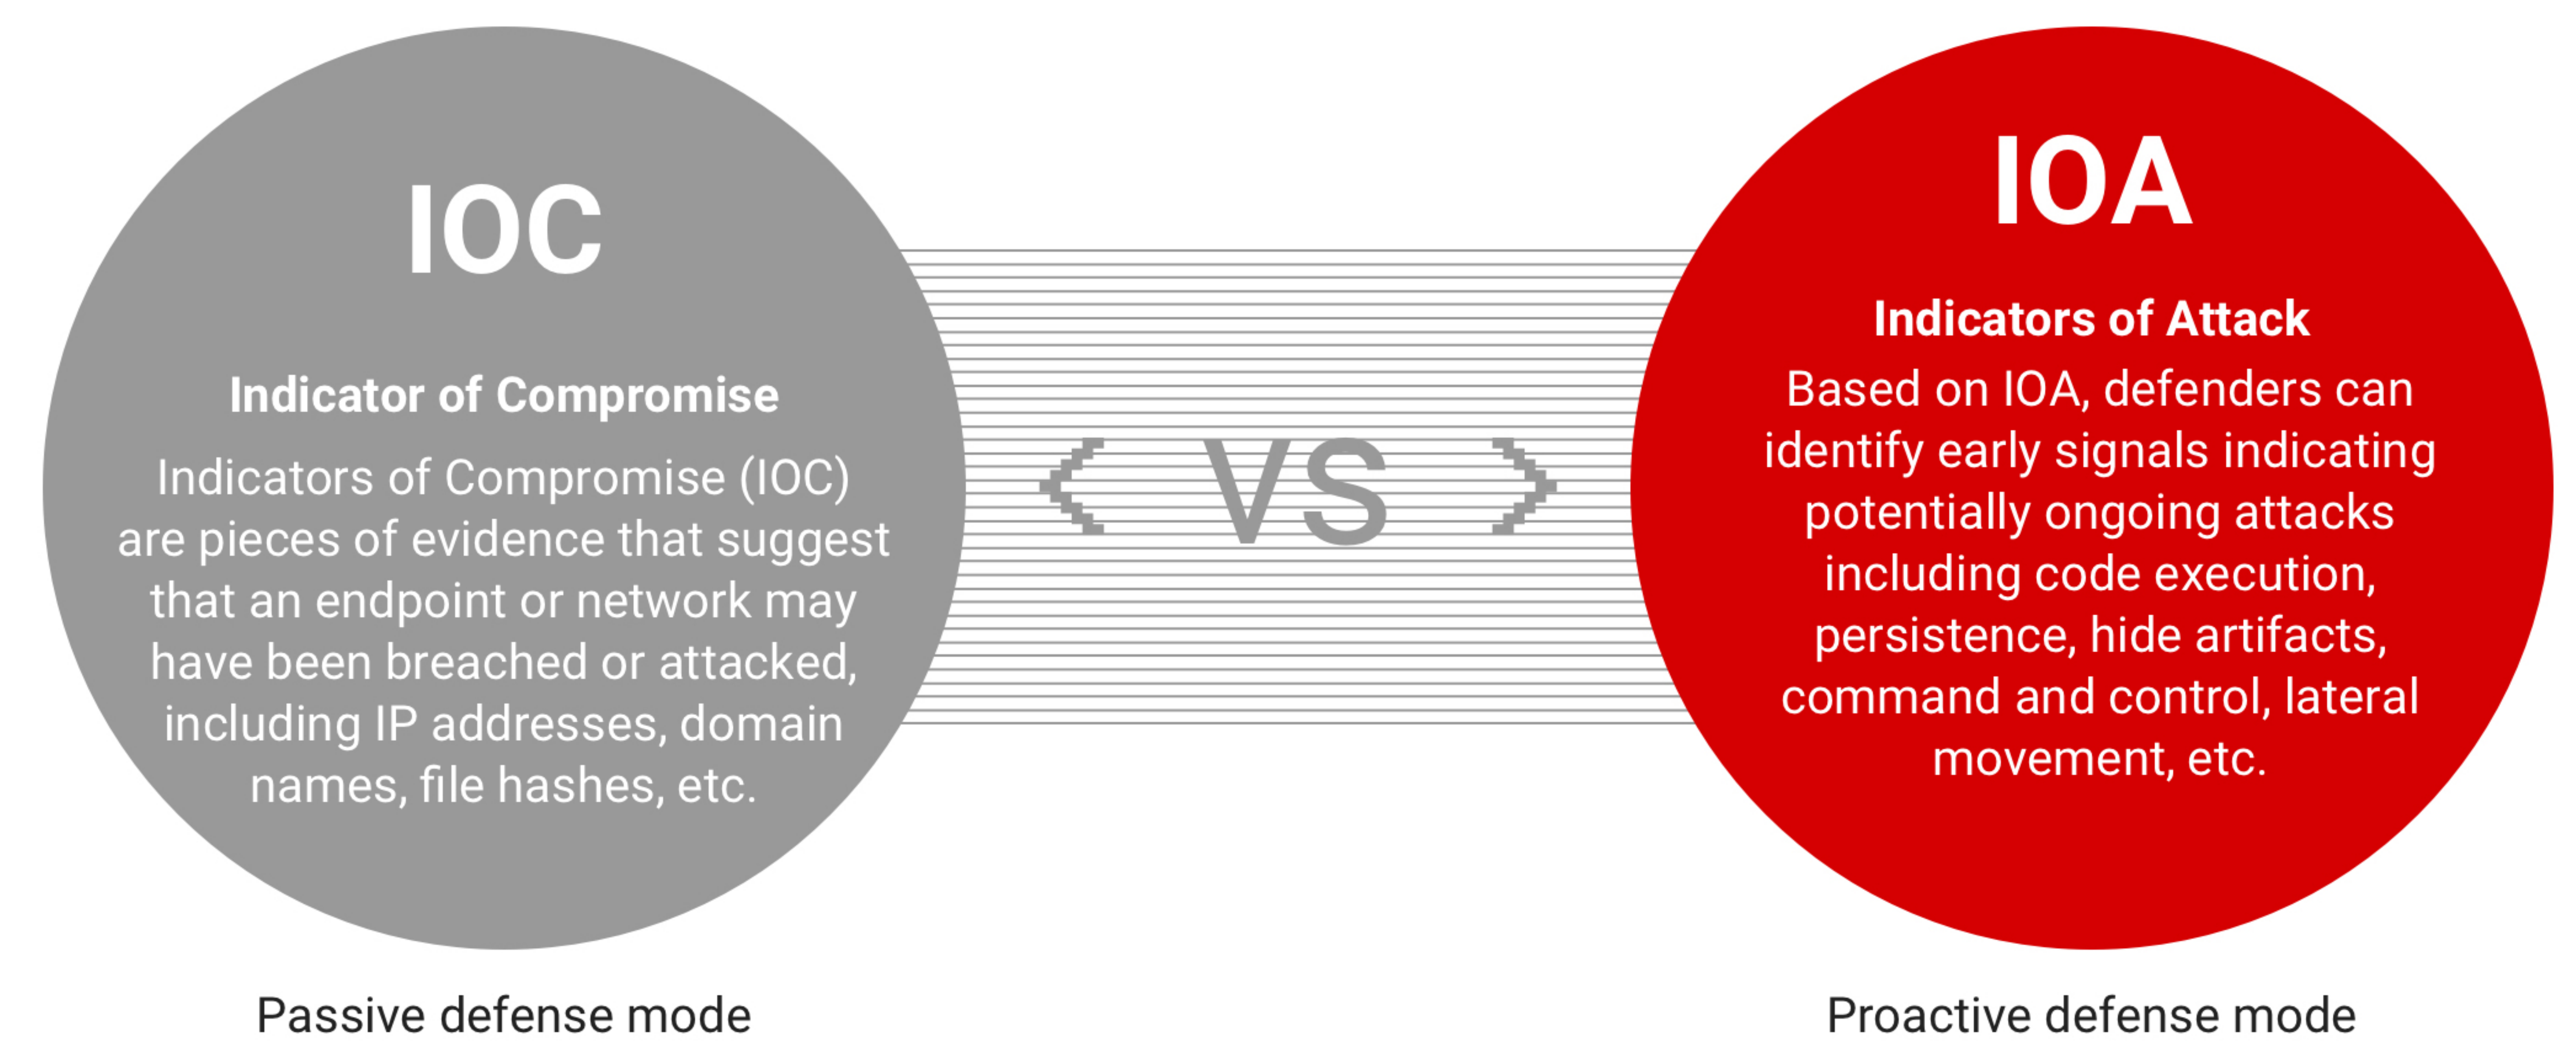 IOC
Indicator of Compromise
Indicators of Compromise (IOC)
are pieces of evidence that suggest
that an endpoint or network may
have been breached or attacked,
including IP addresses, domain
names, file hashes, etc.
Passive defense mode
VS
IOA
Indicators of Attack
Based on IOA, defenders can
identify early signals indicating
potentially ongoing attacks
including code execution,
persistence, hide artifacts,
command and control, lateral
movement, etc.
Proactive defense mode